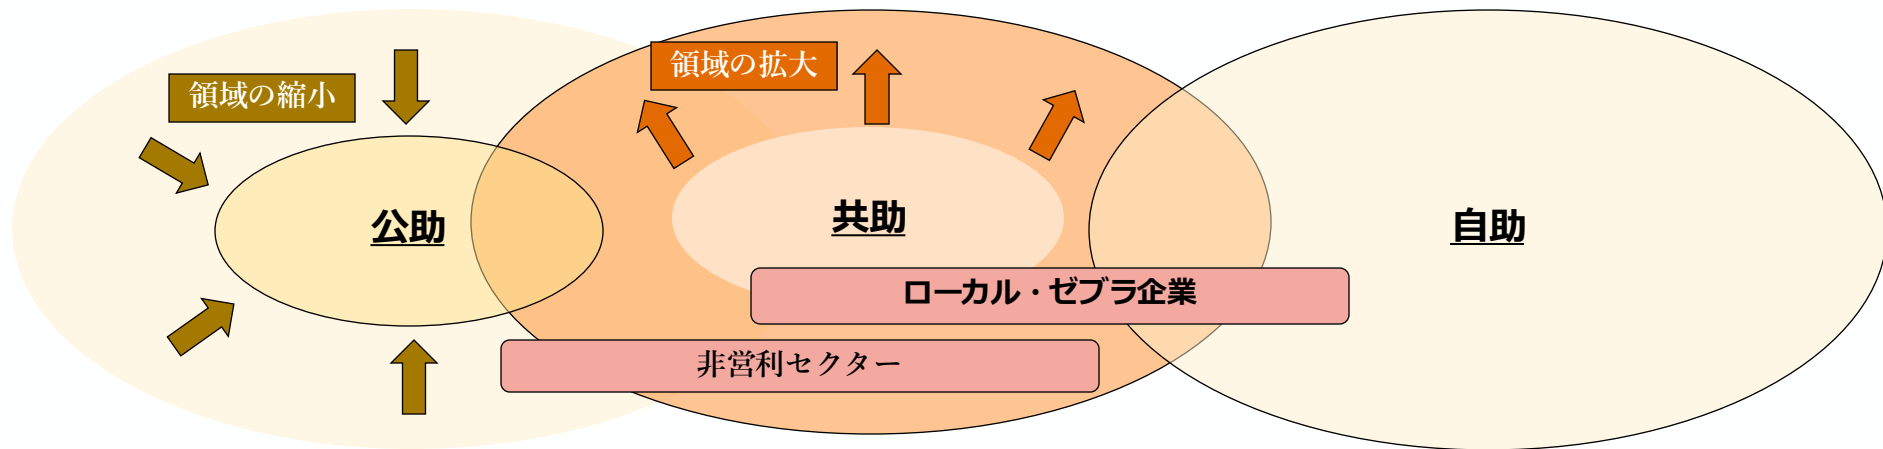 領域の拡大
領域の縮小
公助
共助
自助
ローカル・ゼブラ企業
非営利セクター